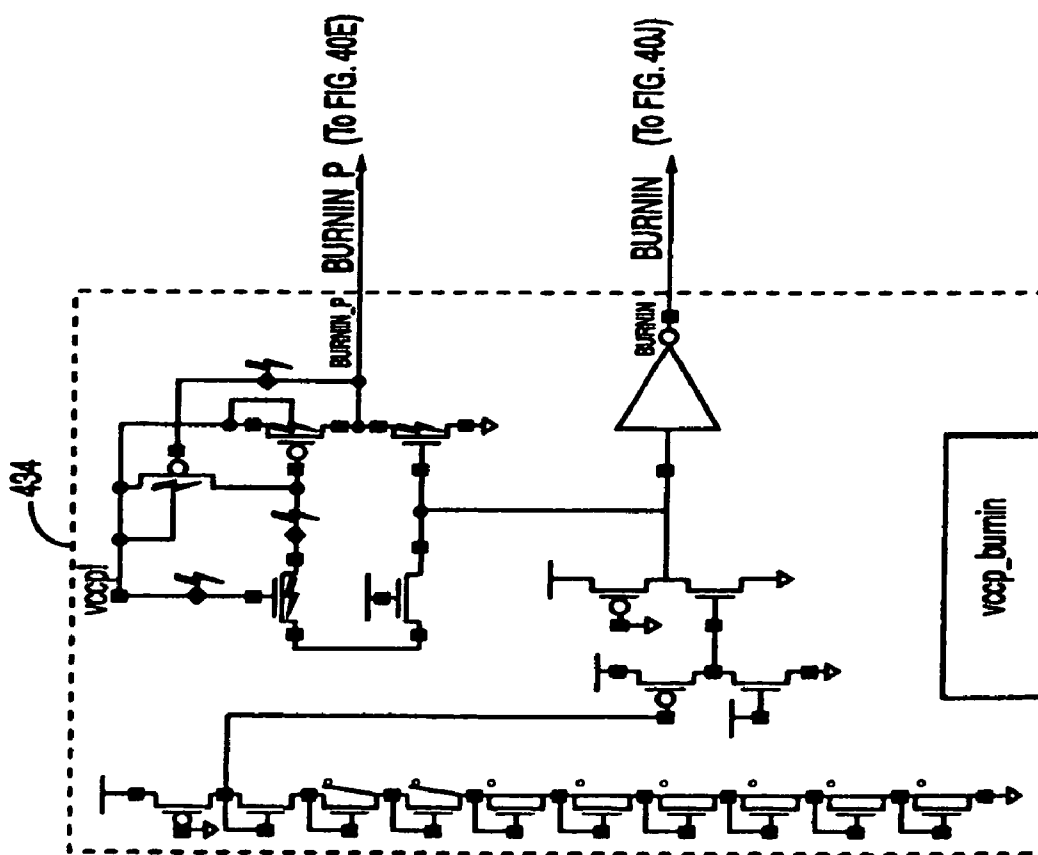 434
vccp!
BURNIN_P
BURNIN_P (To FIG. 40E)
BURNIN
BURNIN (To FIG. 40J)
vccp_burnin